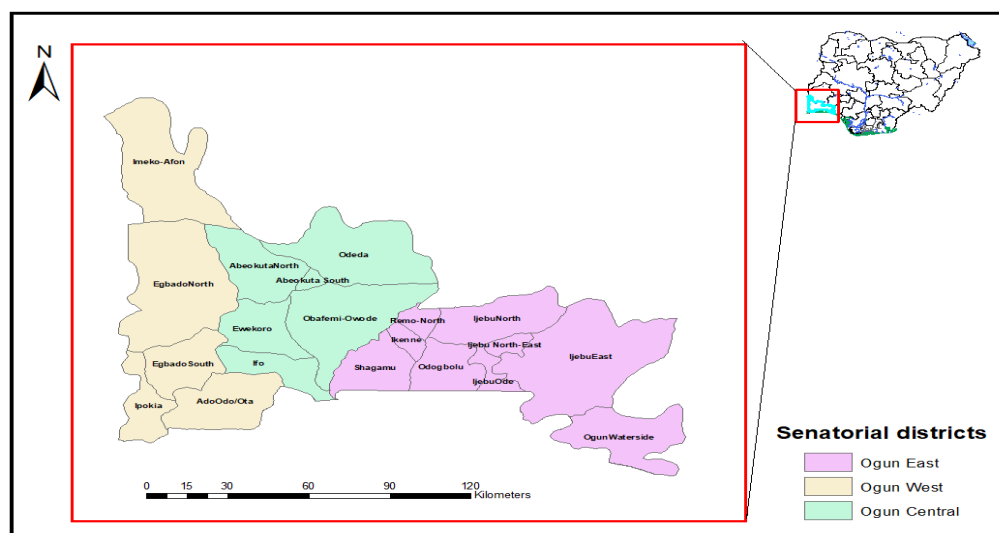 N
Imeko-Afon
Odeda
AbeokutaNorth
Abeokuta South
EgbadoNorth
Obafemi-Owode
Remo-North
IjebuNorth
Ewekoro
Ikenne
Ijebu North-East
IjebuEast
EgbadoSouth
Ifo
Shagamu
Odogbolu
IjebuOde
Ipokia
AdoOdo/Ota
OgunWaterside
Senatorial districts
Ogun East
Ogun West
Ogun Central
0 15 30 60 90 120
Kilometers